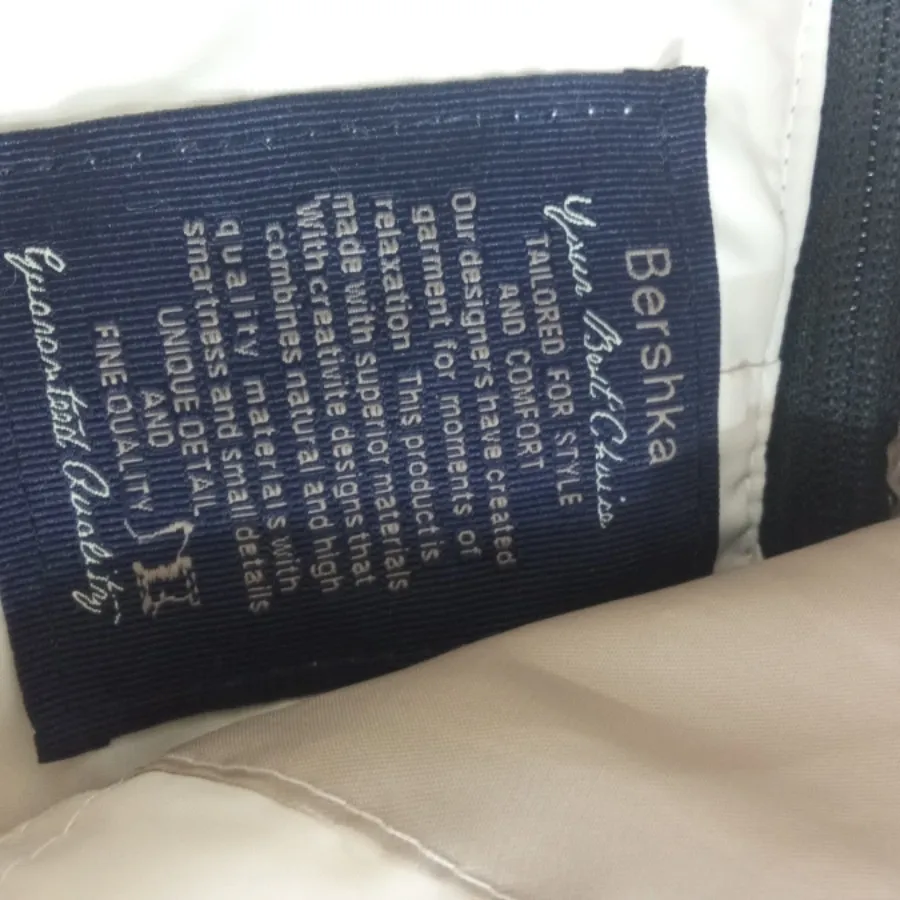 Bershka
Your Best Choise
TAILORED FOR STYLE
AND COMFORT
Our designers have created
garment for moments of
relaxation This product is
made with superior materials
With creativite designs that
combines natural and high
quality materials with
smartness and small details
UNIQUE DETAIL
AND
FINE QUALITY
Guaranteed Quality